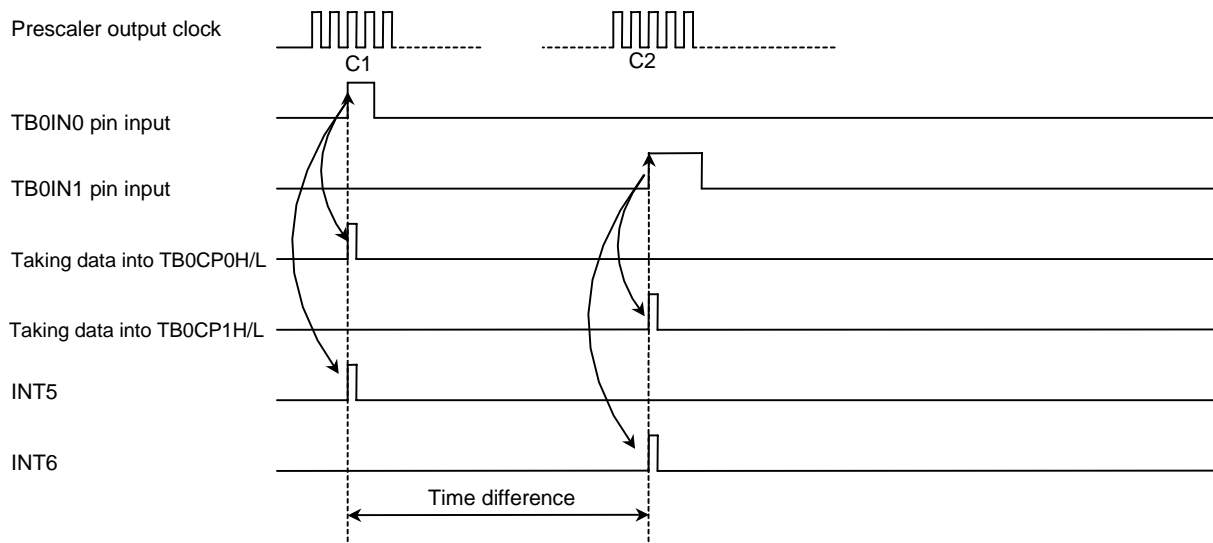 Prescaler output clock
C1
C2
TB0IN0 pin input
TB0IN1 pin input
Taking data into TB0CP0H/L
Taking data into TB0CP1H/L
INT5
INT6
Time difference